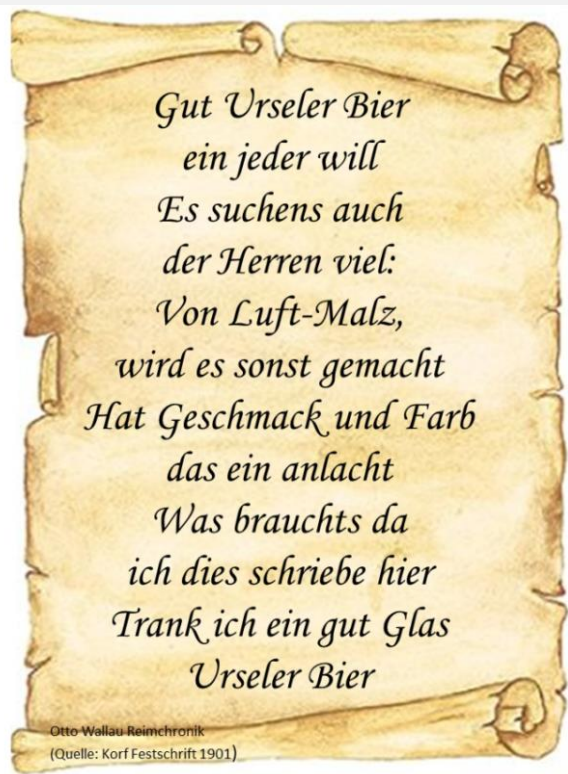 Gut Urseler Bier
ein jeder will
Es suchens auch
der Herren viel:
Von Luft-Malz,
wird es sonst gemacht
Hat Geschmack und Farb
das ein anlacht
Was brauchts da
ich dies schriebe hier
Trank ich ein gut Glas
Urseler Bier
Otto Wallau Reimchronik
(Quelle: Korf Festschrift 1901)